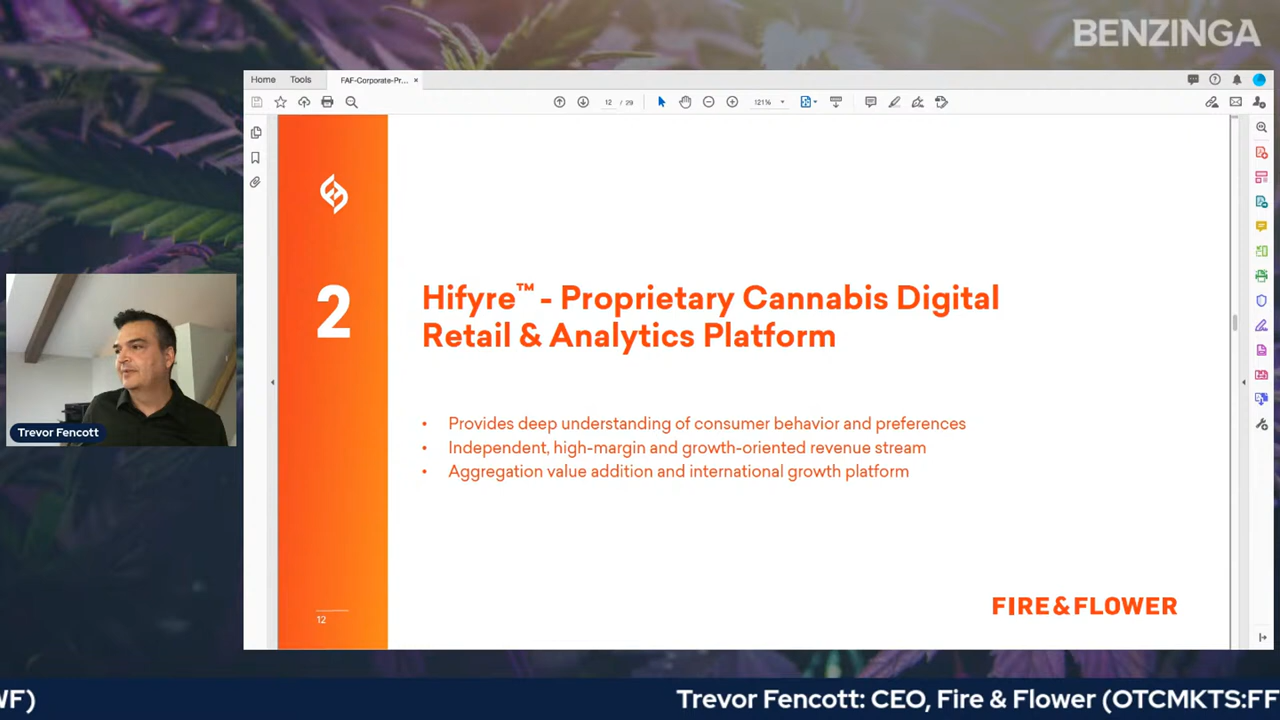 BENZINGA
Home Tools FAF-Corporate-Pr... ×
12 / 29 121%
2
Hifyre™ - Proprietary Cannabis Digital
Retail & Analytics Platform
• Provides deep understanding of consumer behavior and preferences
• Independent, high-margin and growth-oriented revenue stream
• Aggregation value addition and international growth platform
Trevor Fencott
12
FIRE&FLOWER
WF) Trevor Fencott: CEO, Fire & Flower (OTCMKTS:FF